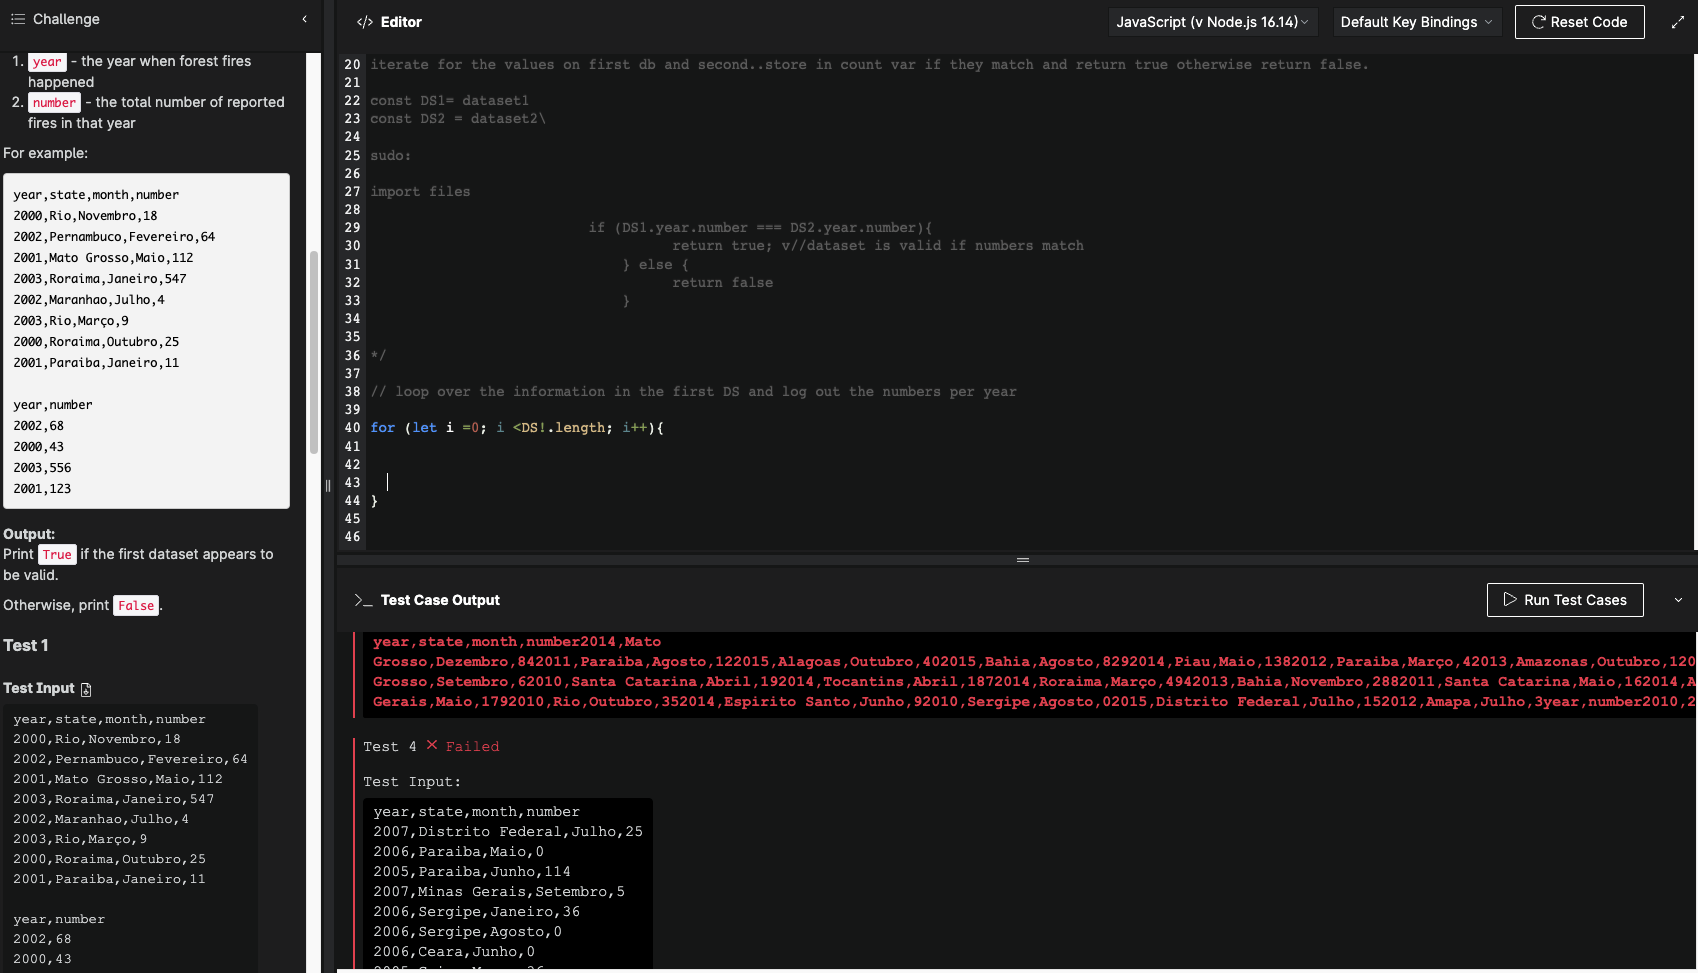 Challenge
1. year - the year when forest fires
happened
2. number - the total number of reported
fires in that year
For example:
year,state,month,number
2000,Rio,Novembro,18
2002,Pernambuco,Fevereiro,64
2001,Mato Grosso,Maio,112
2003,Roraima,Janeiro,547
2002,Maranhao,Julho,4
2003,Rio,Março,9
2000,Roraima,Outubro,25
2001,Paraiba,Janeiro,11
year,number
2002,68
2000,43
2003,556
2001,123
Output:
Print True if the first dataset appears to
be valid.
Otherwise, print False.
Test 1
Test Input
year,state,month,number
2000,Rio,Novembro,18
2002,Pernambuco,Fevereiro,64
2001,Mato Grosso,Maio,112
2003,Roraima,Janeiro,547
2002,Maranhao,Julho,4
2003,Rio,Março,9
2000,Roraima,Outubro,25
2001,Paraiba,Janeiro,11
year,number
2002,68
2000,43
</> Editor
JavaScript (v Node.js 16.14)
Default Key Bindings
Reset Code
20 iterate for the values on first db and second..store in count var if they match and return true otherwise return false.
21
22 const DS1= dataset1
23 const DS2 = dataset2\
24
25 sudo:
26
27 import files
28
29 if (DS1.year.number === DS2.year.number){
30 return true; v//dataset is valid if numbers match
31 } else {
32 return false
33 }
34
35
36 */
37
38 // loop over the information in the first DS and log out the numbers per year
39
40 for (let i =0; i <DS!.length; i++){
41
42
43
44 }
45
46
>_ Test Case Output
Run Test Cases
year,state,month,number2014,Mato
Grosso,Dezembro,842011,Paraiba,Agosto,122015,Alagoas,Outubro,402015,Bahia,Agosto,8292014,Piau,Maio,1382012,Paraiba,Março,42013,Amazonas,Outubro,120
Grosso,Setembro,62010,Santa Catarina,Abril,192014,Tocantins,Abril,1872014,Roraima,Março,4942013,Bahia,Novembro,2882011,Santa Catarina,Maio,162014,A
Gerais,Maio,1792010,Rio,Outubro,352014,Espirito Santo,Junho,92010,Sergipe,Agosto,02015,Distrito Federal,Julho,152012,Amapa,Julho,3year,number2010,2
Test 4 ✕ Failed
Test Input:
year,state,month,number
2007,Distrito Federal,Julho,25
2006,Paraiba,Maio,0
2005,Paraiba,Junho,114
2007,Minas Gerais,Setembro,5
2006,Sergipe,Janeiro,36
2006,Sergipe,Agosto,0
2006,Ceara,Junho,0